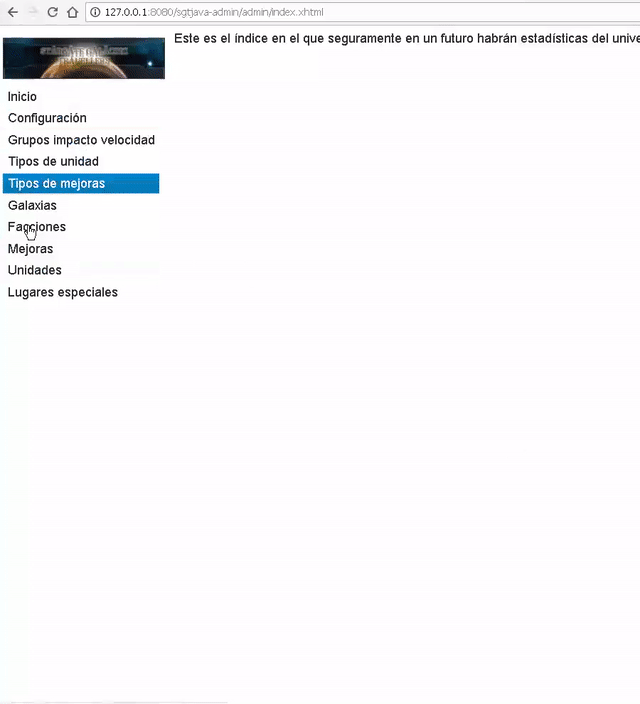 127.0.0.1:8080/sgtjava-admin/admin/index.xhtml
Este es el índice en el que seguramente en un futuro habrán estadísticas del unive
Inicio
Configuración
Grupos impacto velocidad
Tipos de unidad
Tipos de mejoras
Galaxias
Facciones
Mejoras
Unidades
Lugares especiales